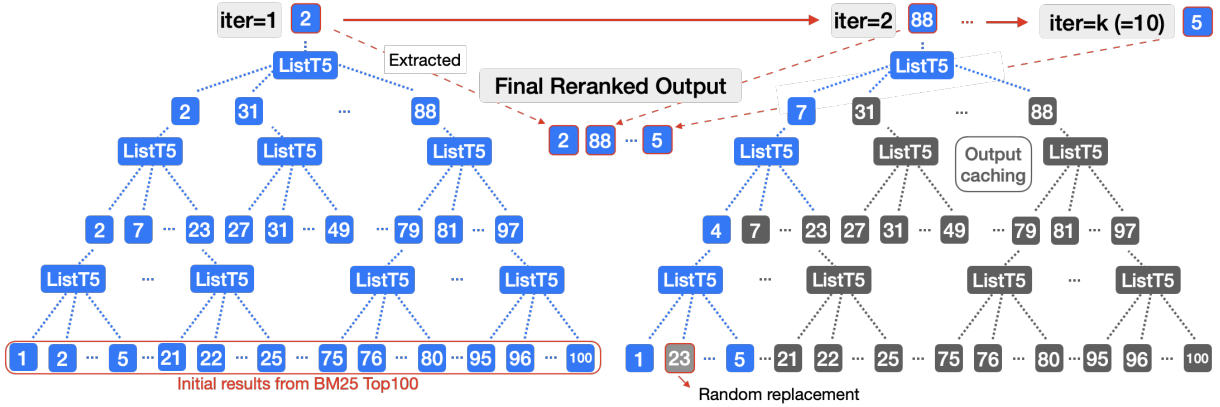 iter=1 2 iter=2 88 ... iter=k (=10) 5
ListT5 Extracted ListT5
Final Reranked Output
2 31 ... 88 7 31 ... 88
2 88 ... 5
ListT5 ListT5 ListT5 ListT5 ListT5 Output caching ListT5
2 7 ... 23 27 31 ... 49 79 81 ... 97 4 7 ... 23 27 31 ... 49 79 81 ... 97
ListT5 ... ListT5 ListT5 ... ListT5 ListT5 ... ListT5 ListT5 ... ListT5
1 2 ... 5 ... 21 22 ... 25 ... 75 76 ... 80 ... 95 96 ... 100 1 23 ... 5 ... 21 22 ... 25 ... 75 76 ... 80 ... 95 96 ... 100
Initial results from BM25 Top100
Random replacement